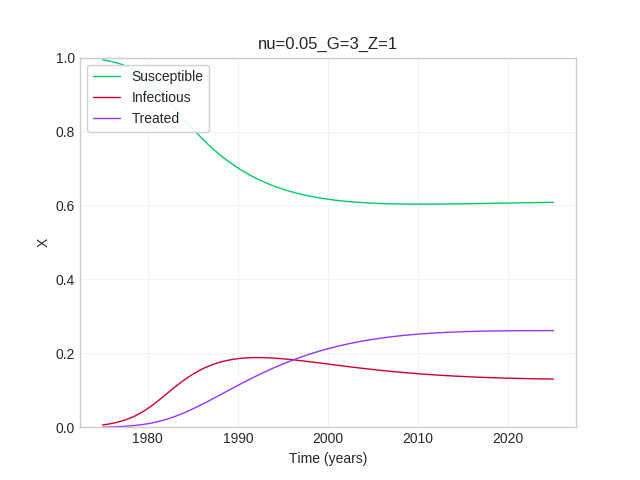 nu=0.05_G=3_Z=1
1.0
0.8
0.6
0.4
0.2
0.0
X
Susceptible
Infectious
Treated
1980
1990
2000
2010
2020
Time (years)